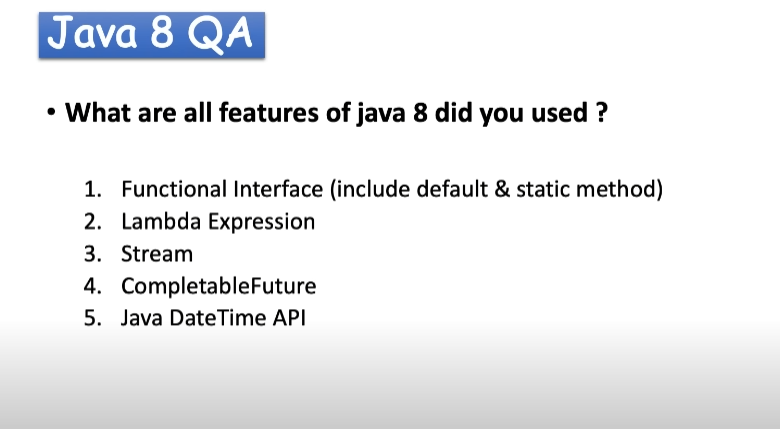 Java 8 QA
• What are all features of java 8 did you used ?
1. Functional Interface (include default & static method)
2. Lambda Expression
3. Stream
4. CompletableFuture
5. Java DateTime API